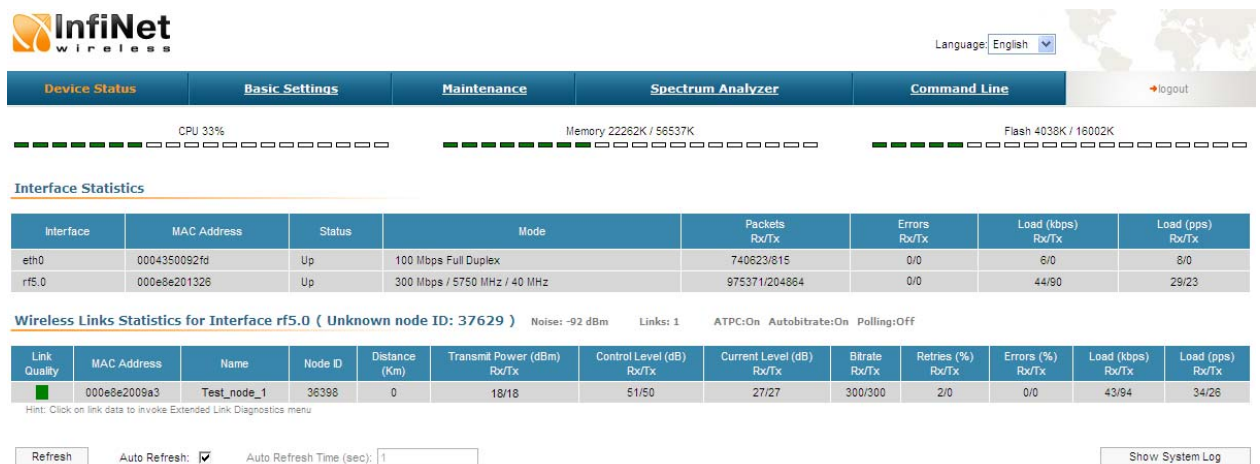 InfiNet
wireless
Language: English
Device Status Basic Settings Maintenance Spectrum Analyzer Command Line logout
CPU 33% Memory 22262K / 56537K Flash 4038K / 16002K
Interface Statistics
Interface MAC Address Status Mode Packets Rx/Tx Errors Rx/Tx Load (kbps) Rx/Tx Load (pps) Rx/Tx
eth0 0004350092fd Up 100 Mbps Full Duplex 740623/815 0/0 6/0 8/0
rf5.0 000e8e201326 Up 300 Mbps / 5750 MHz / 40 MHz 975371/204864 0/0 44/90 29/23
Wireless Links Statistics for Interface rf5.0 ( Unknown node ID: 37629 ) Noise: -92 dBm Links: 1 ATPC:On Autobitrate:On Polling:Off
Link Quality MAC Address Name Node ID Distance (Km) Transmit Power (dBm) Rx/Tx Control Level (dB) Rx/Tx Current Level (dB) Rx/Tx Bitrate Rx/Tx Retries (%) Rx/Tx Errors (%) Rx/Tx Load (kbps) Rx/Tx Load (pps) Rx/Tx
000e8e2009a3 Test_node_1 36398 0 18/18 51/50 27/27 300/300 2/0 0/0 43/94 34/26
Hint: Click on link data to invoke Extended Link Diagnostics menu
Refresh Auto Refresh: Auto Refresh Time (sec): 1 Show System Log